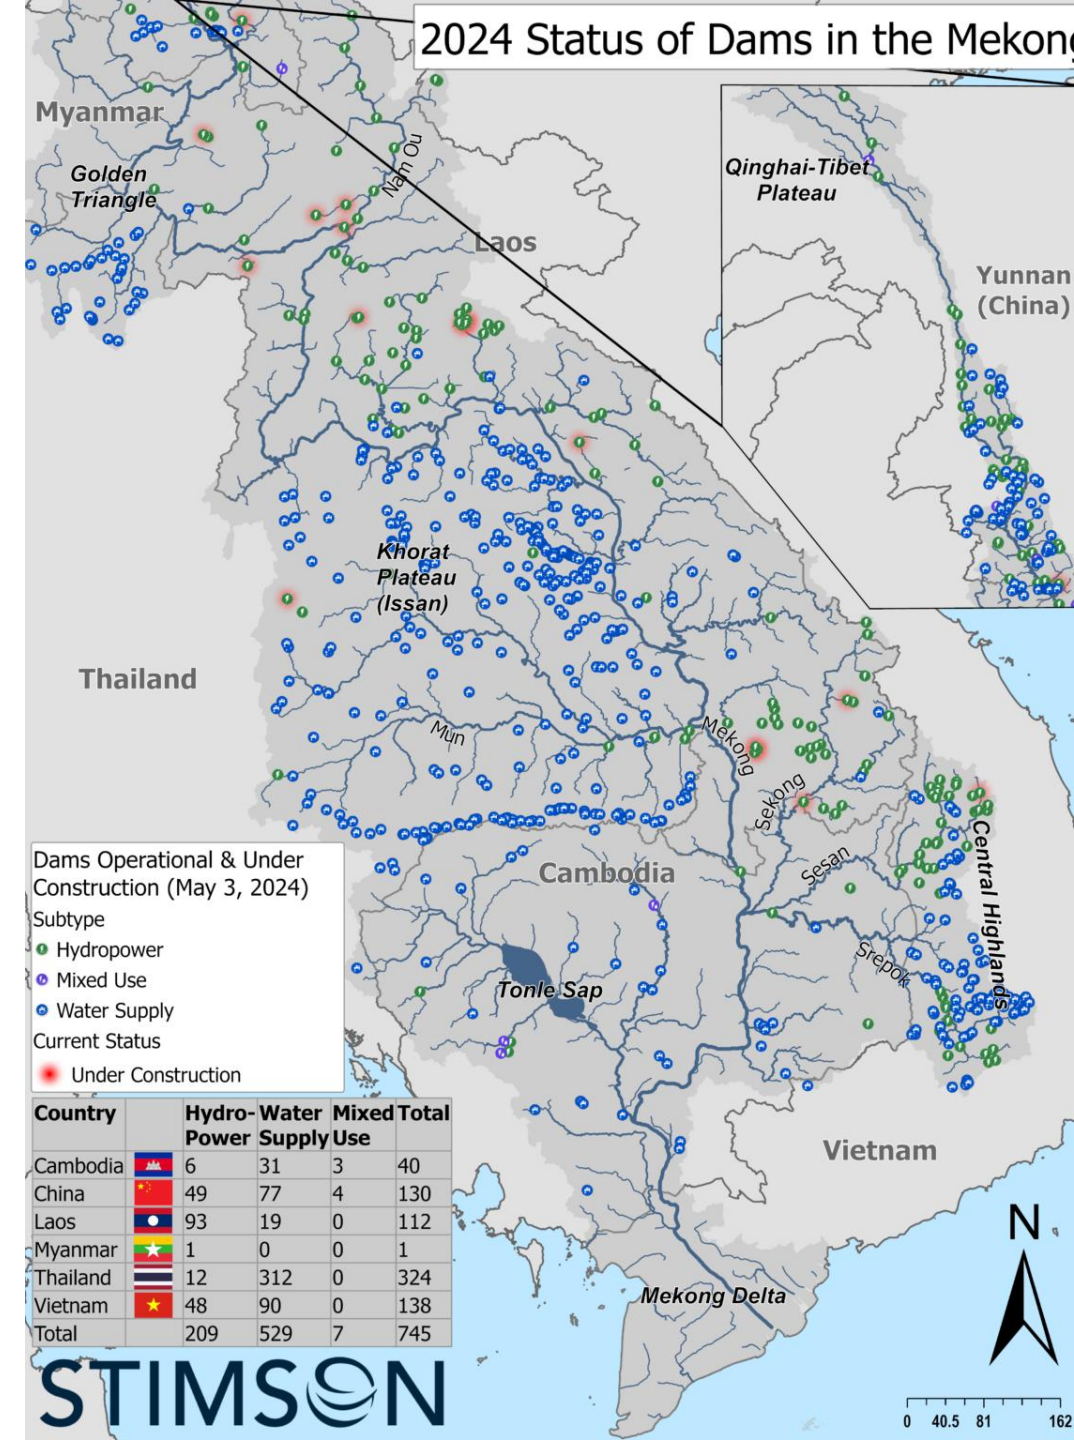 2024 Status of Dams in the Mekong
Myanmar
Golden
Triangle
Nam Ou
Laos
Qinghai-Tibet
Plateau
Yunnan
(China)
Khorat
Plateau
(Issan)
Thailand
Mun
Mekong
Sekong
Sesan
Srepok
Central Highlands
Cambodia
Tonle Sap
Vietnam
Mekong Delta
Dams Operational & Under
Construction (May 3, 2024)
Subtype
Hydropower
Mixed Use
Water Supply
Current Status
Under Construction
Country Hydro- Water Mixed Total
Power Supply Use
Cambodia 6 31 3 40
China 49 77 4 130
Laos 93 19 0 112
Myanmar 1 0 0 1
Thailand 12 312 0 324
Vietnam 48 90 0 138
Total 209 529 7 745
STIMSON
N
0 40.5 81 162